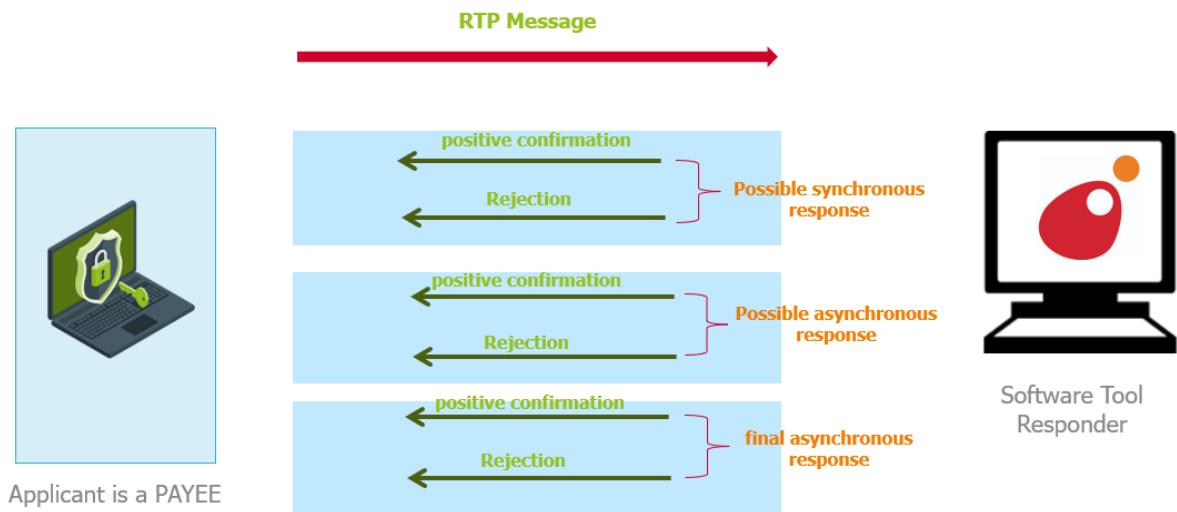 RTP Message
positive confirmation
Rejection
Possible synchronous
response
positive confirmation
Rejection
Possible asynchronous
response
positive confirmation
Rejection
final asynchronous
response
Applicant is a PAYEE
Software Tool
Responder